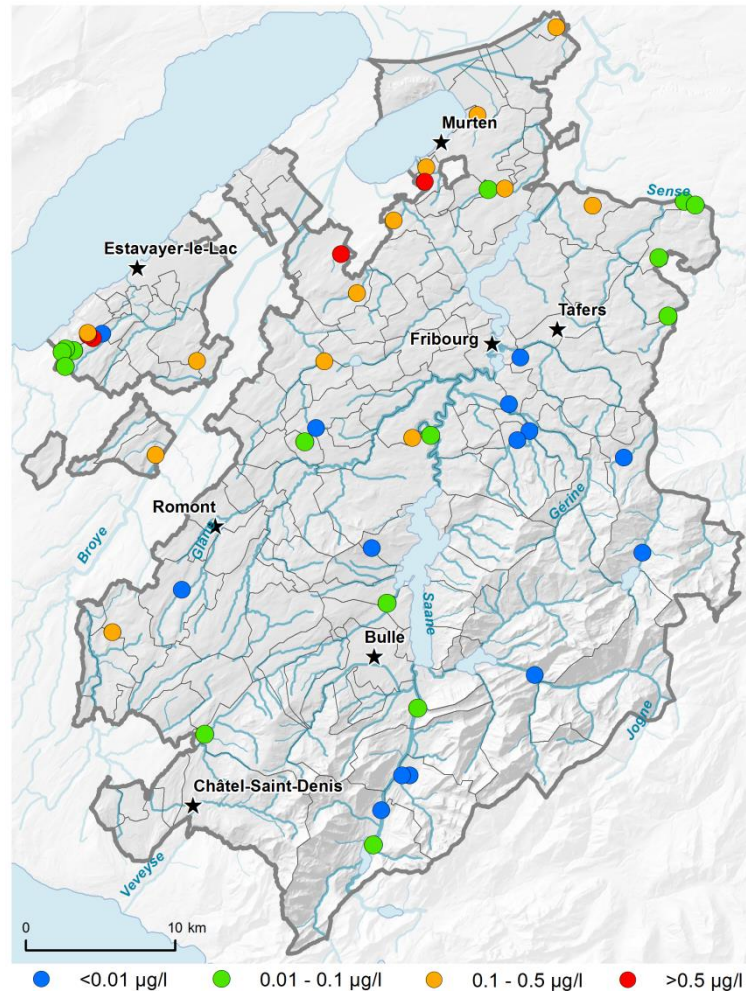 Murten
Sense
Estavayer-le-Lac
Tafers
Fribourg
Gérine
Romont
Glane
Broye
Saane
Bulle
Jogne
Châtel-Saint-Denis
Veveyse
0 10 km
<0.01 µg/l 0.01 - 0.1 µg/l 0.1 - 0.5 µg/l >0.5 µg/l